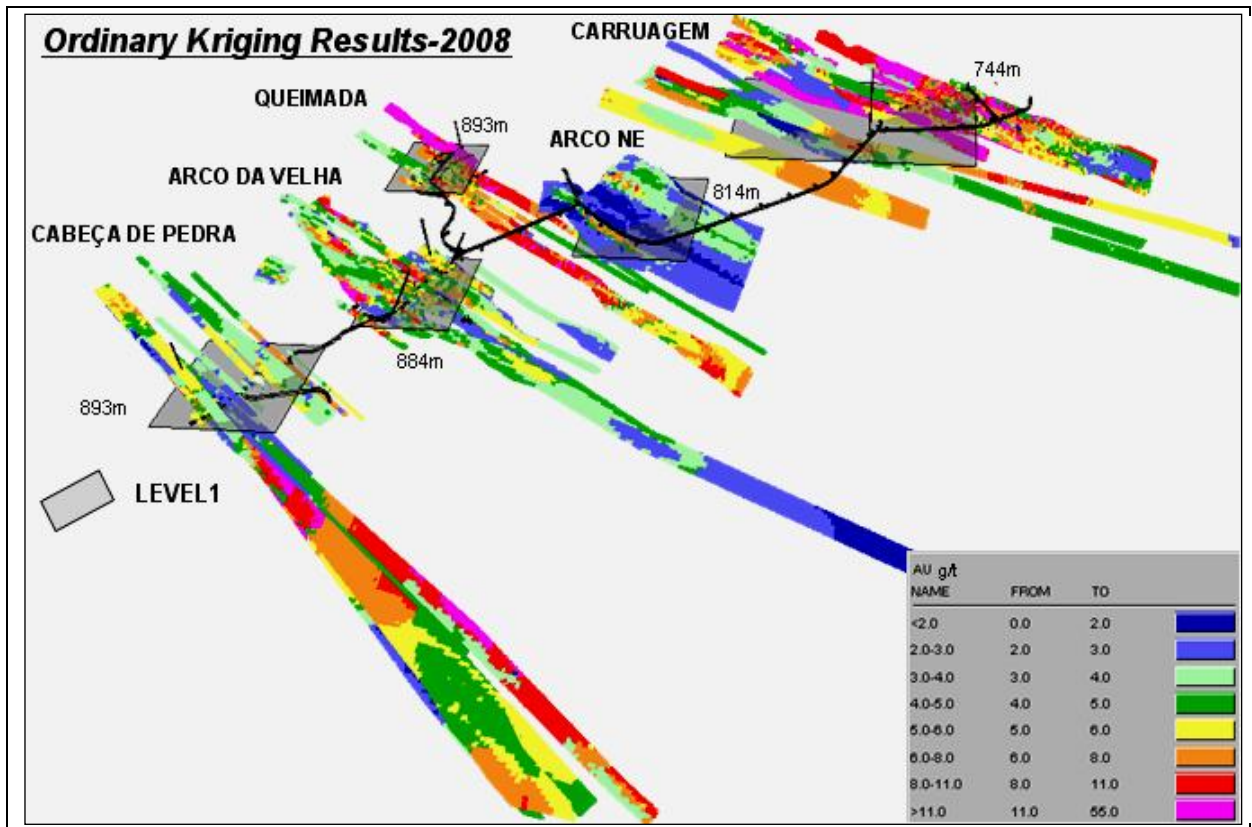 Ordinary Kriging Results-2008
CARRUAGEM
744m
QUEIMADA
893m
ARCO NE
ARCO DA VELHA
814m
CABEÇA DE PEDRA
884m
893m
LEVEL1
AU g/t
NAME FROM TO
<2.0 0.0 2.0
2.0-3.0 2.0 3.0
3.0-4.0 3.0 4.0
4.0-5.0 4.0 5.0
5.0-6.0 5.0 6.0
6.0-8.0 6.0 8.0
8.0-11.0 8.0 11.0
>11.0 11.0 55.0